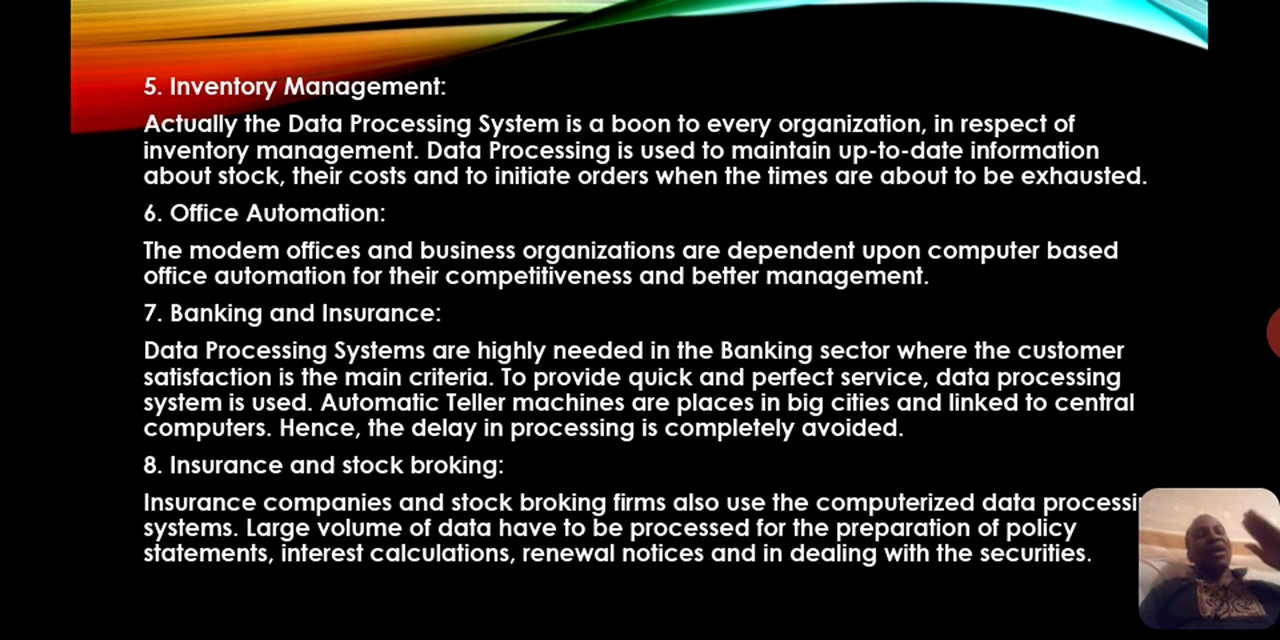 5. Inventory Management:
Actually the Data Processing System is a boon to every organization, in respect of
inventory management. Data Processing is used to maintain up-to-date information
about stock, their costs and to initiate orders when the times are about to be exhausted.
6. Office Automation:
The modem offices and business organizations are dependent upon computer based
office automation for their competitiveness and better management.
7. Banking and Insurance:
Data Processing Systems are highly needed in the Banking sector where the customer
satisfaction is the main criteria. To provide quick and perfect service, data processing
system is used. Automatic Teller machines are places in big cities and linked to central
computers. Hence, the delay in processing is completely avoided.
8. Insurance and stock broking:
Insurance companies and stock broking firms also use the computerized data
systems. Large volume of data have to be processed for the preparation of policy
statements, interest calculations, renewal notices and in dealing with the securities.